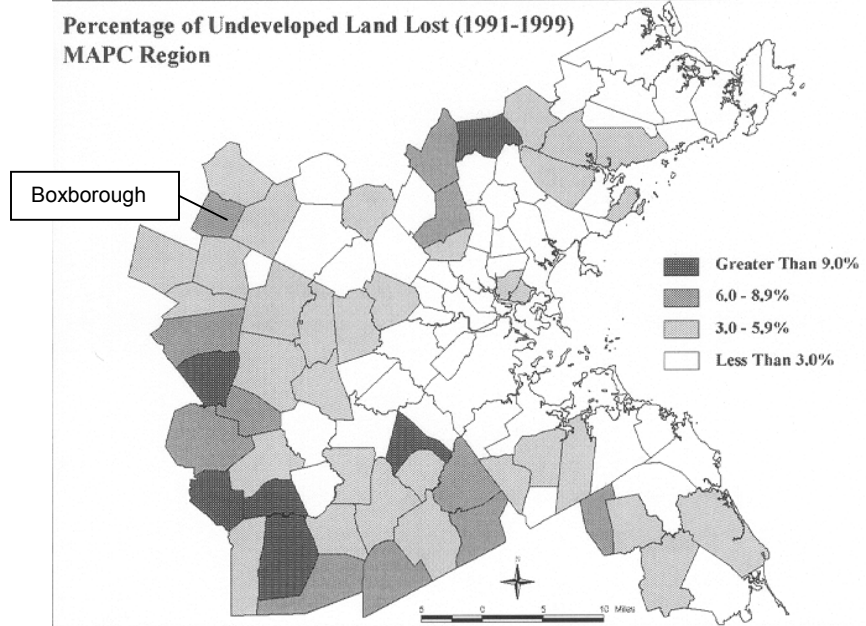 Percentage of Undeveloped Land Lost (1991-1999)
MAPC Region
Boxborough
Greater Than 9.0%
6.0 - 8,9%
3.0 - 5,9%
Less Than 3.0%
N
5 0 5 10 Miles